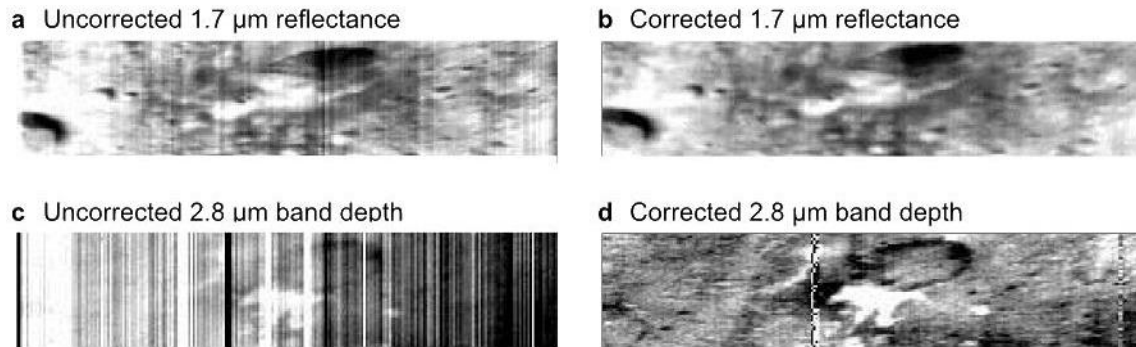 a Uncorrected 1.7 µm reflectance
b Corrected 1.7 µm reflectance
c Uncorrected 2.8 µm band depth
d Corrected 2.8 µm band depth